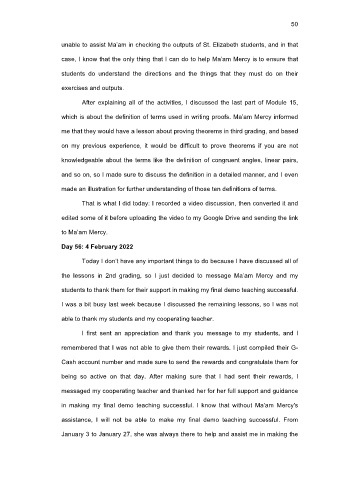 50
unable to assist Ma'am in checking the outputs of St. Elizabeth students, and in that
case, I know that the only thing that I can do to help Ma'am Mercy is to ensure that
students do understand the directions and the things that they must do on their
exercises and outputs.
After explaining all of the activities, I discussed the last part of Module 15,
which is about the definition of terms used in writing proofs. Ma'am Mercy informed
me that they would have a lesson about proving theorems in third grading, and based
on my previous experience, it would be difficult to prove theorems if you are not
knowledgeable about the terms like the definition of congruent angles, linear pairs,
and so on, so I made sure to discuss the definition in a detailed manner, and I even
made an illustration for further understanding of those ten definitions of terms.
That is what I did today: I recorded a video discussion, then converted it and
edited some of it before uploading the video to my Google Drive and sending the link
to Ma'am Mercy.
Day 56: 4 February 2022
Today I don't have any important things to do because I have discussed all of
the lessons in 2nd grading, so I just decided to message Ma'am Mercy and my
students to thank them for their support in making my final demo teaching successful.
I was a bit busy last week because I discussed the remaining lessons, so I was not
able to thank my students and my cooperating teacher.
I first sent an appreciation and thank you message to my students, and I
remembered that I was not able to give them their rewards. I just compiled their G-
Cash account number and made sure to send the rewards and congratulate them for
being so active on that day. After making sure that I had sent their rewards, I
messaged my cooperating teacher and thanked her for her full support and guidance
in making my final demo teaching successful. I know that without Ma'am Mercy's
assistance, I will not be able to make my final demo teaching successful. From
January 3 to January 27, she was always there to help and assist me in making the